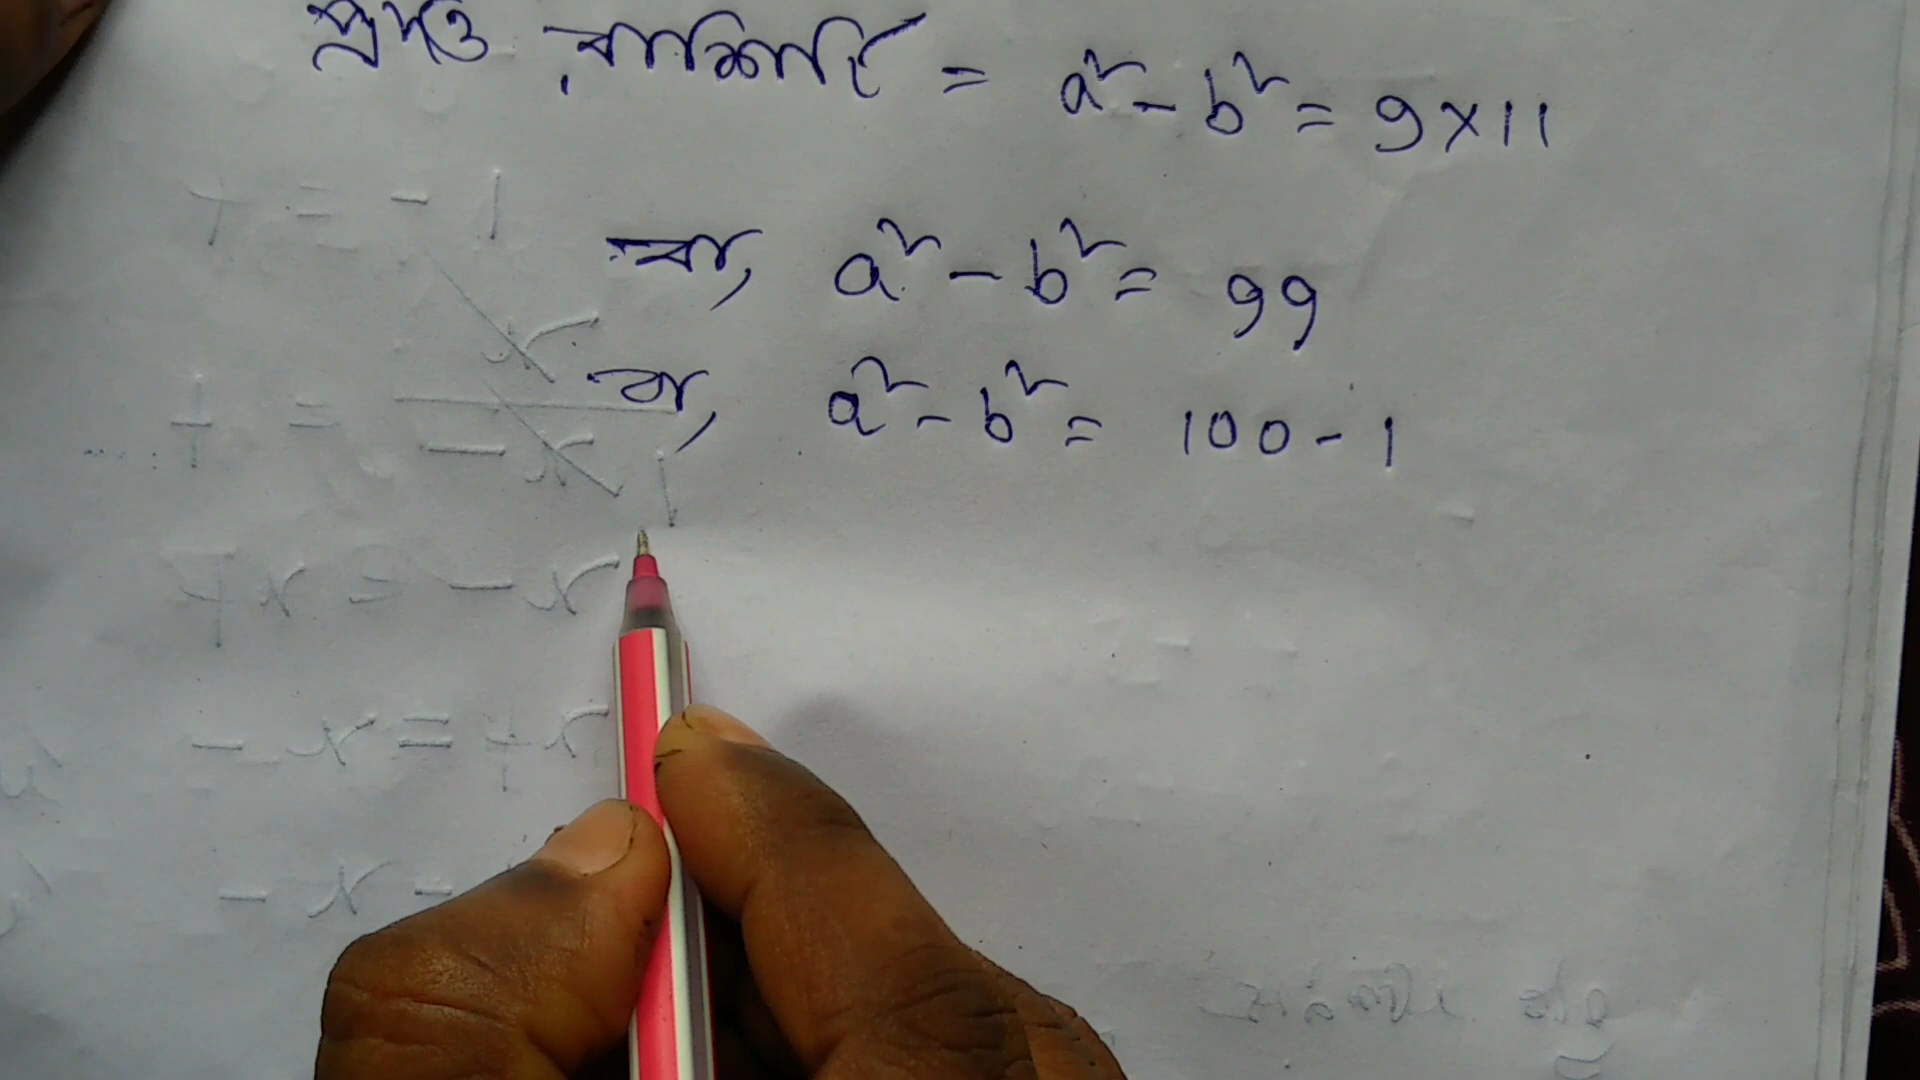 প্রদত্ত রাশিটি = a² - b² = 9×11
বা, a² - b² = 99
বা, a² - b² = 100 - 1